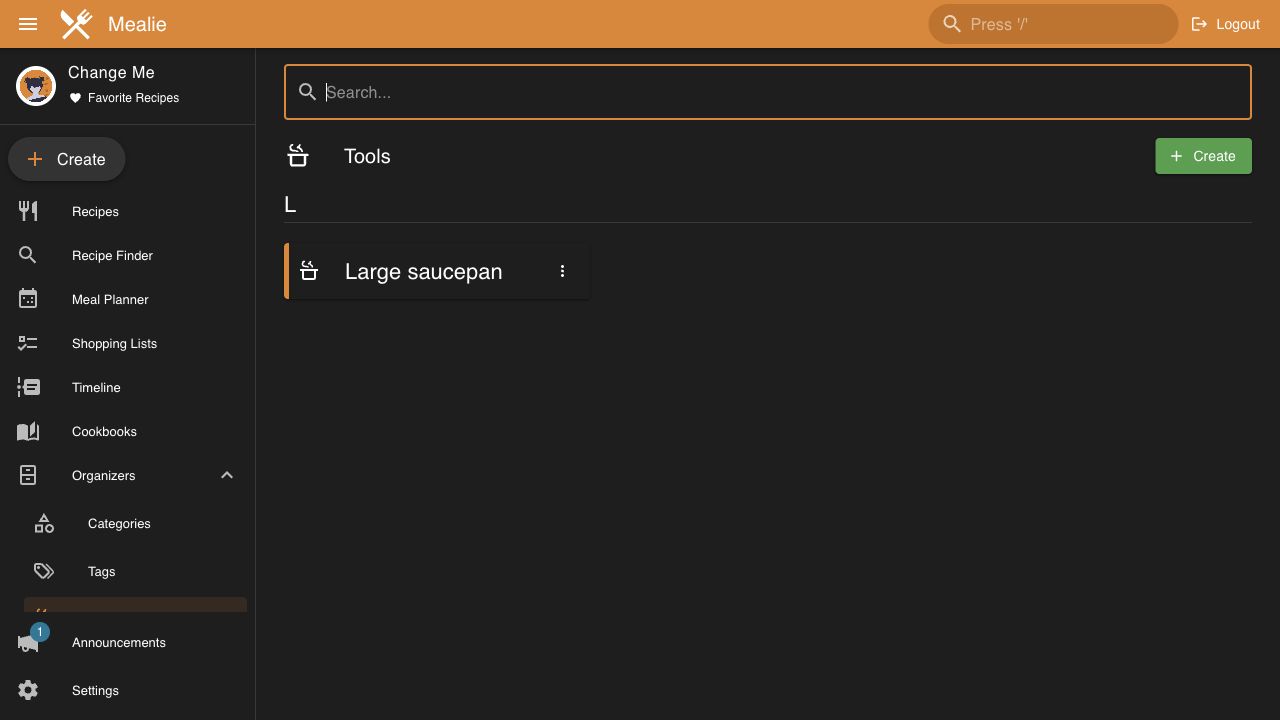 Mealie
Press '/'
Logout
Change Me
Favorite Recipes
Create
Recipes
Recipe Finder
Meal Planner
Shopping Lists
Timeline
Cookbooks
Organizers
Categories
Tags
1
Announcements
Settings
Search...
Tools
Create
L
Large saucepan